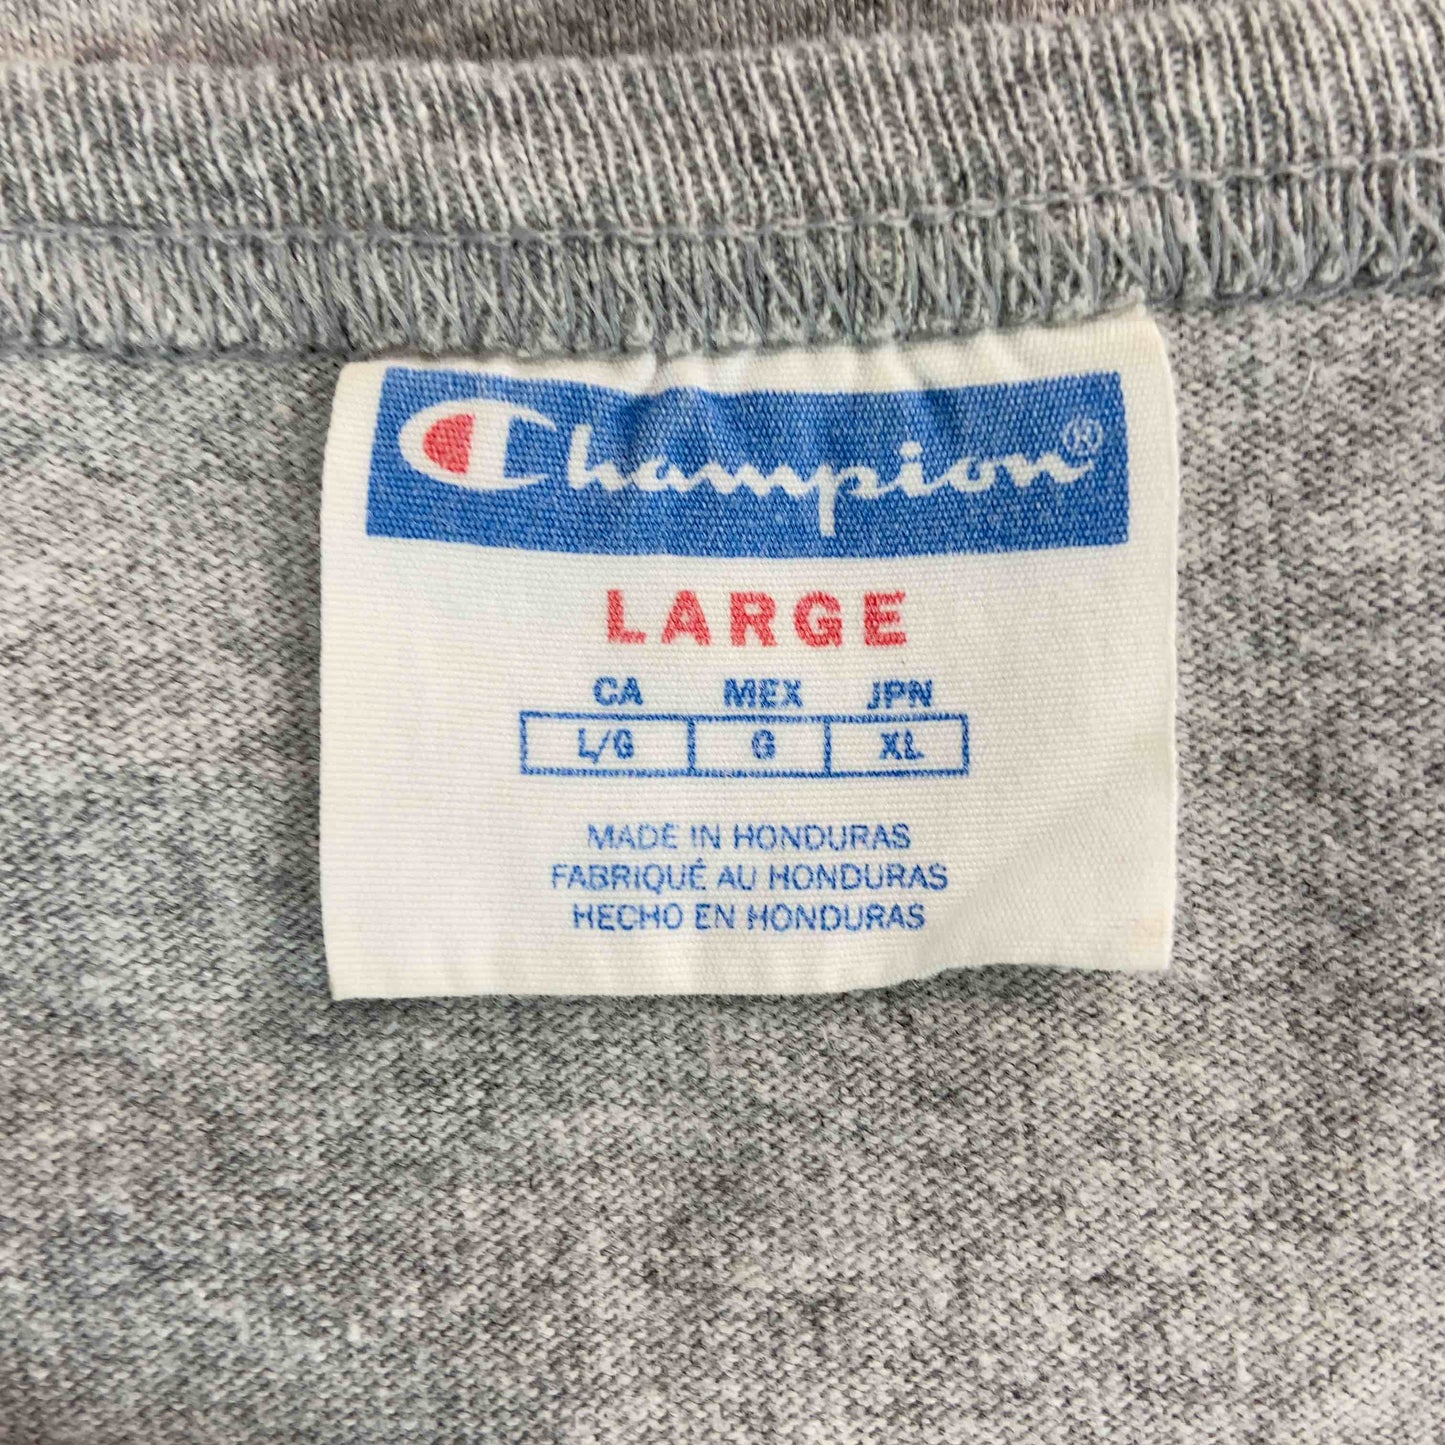 Champion®
LARGE
CA MEX JPN
L/G G XL
MADE IN HONDURAS
FABRIQUÉ AU HONDURAS
HECHO EN HONDURAS